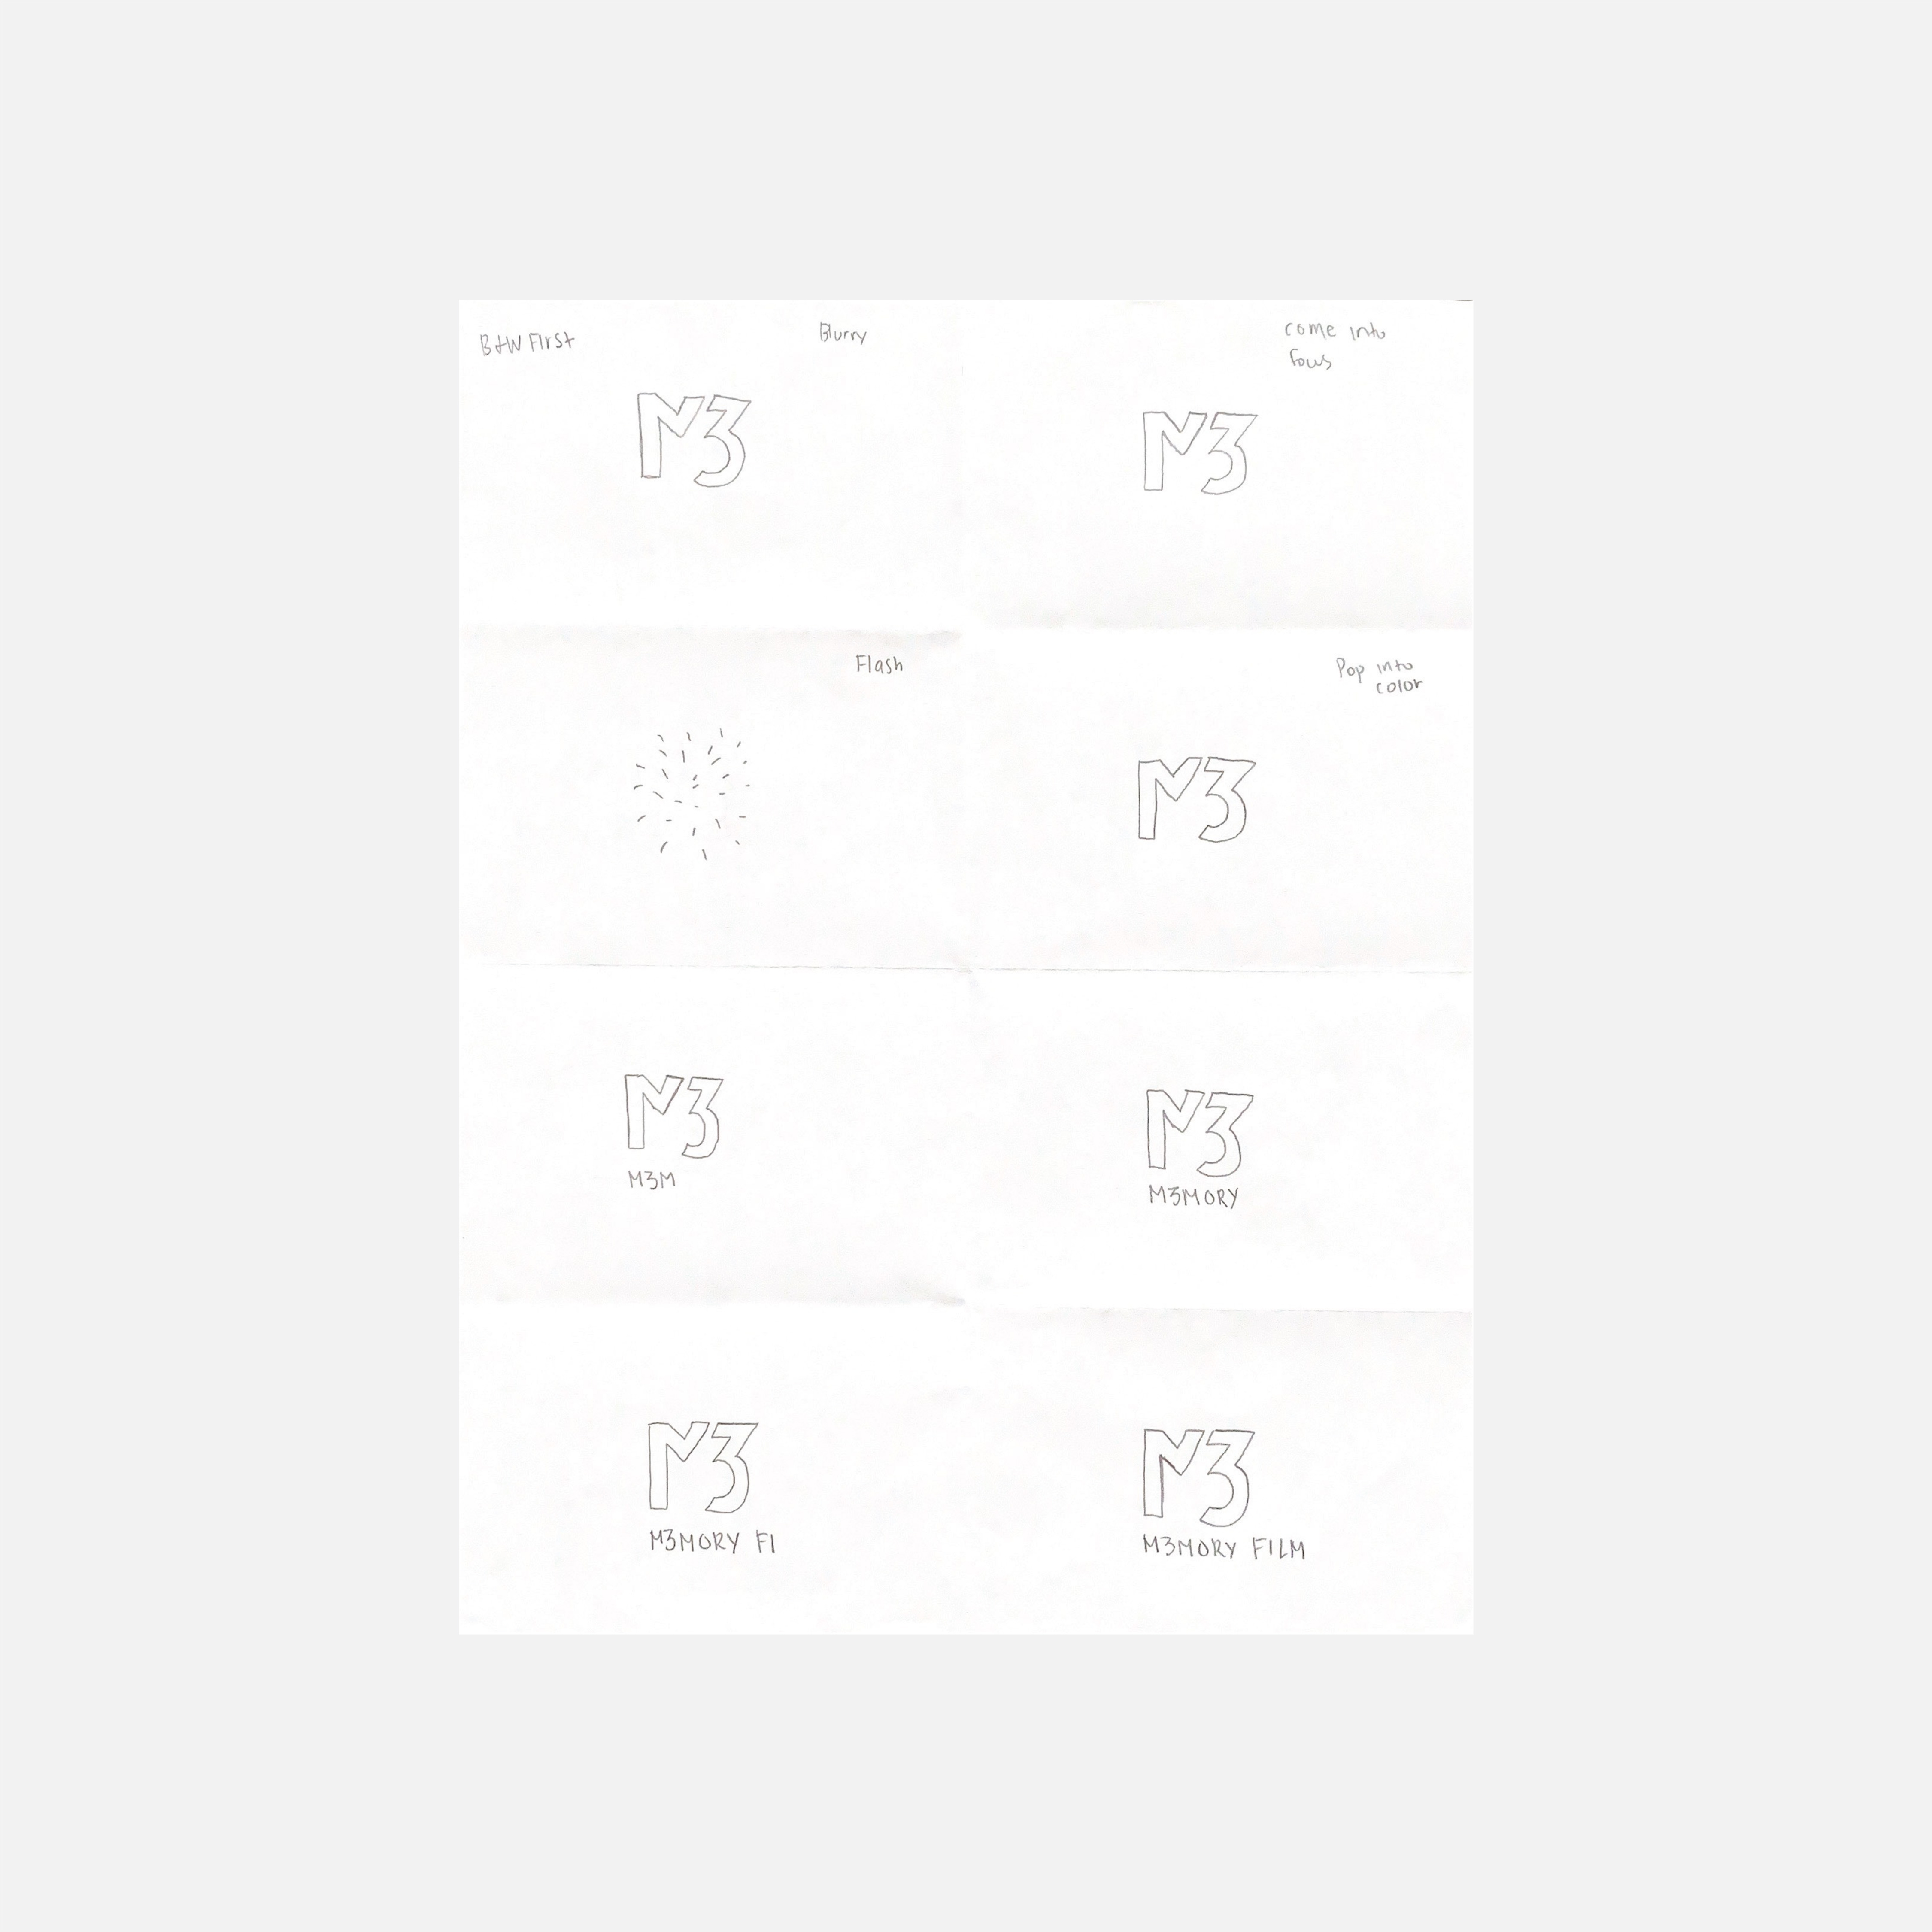 B+W First
Blurry
M3
come into
focus
M3
Flash
Pop into
color
M3
M3
M3M
M3
M3MORY
M3
M3MORY FI
M3
M3MORY FILM